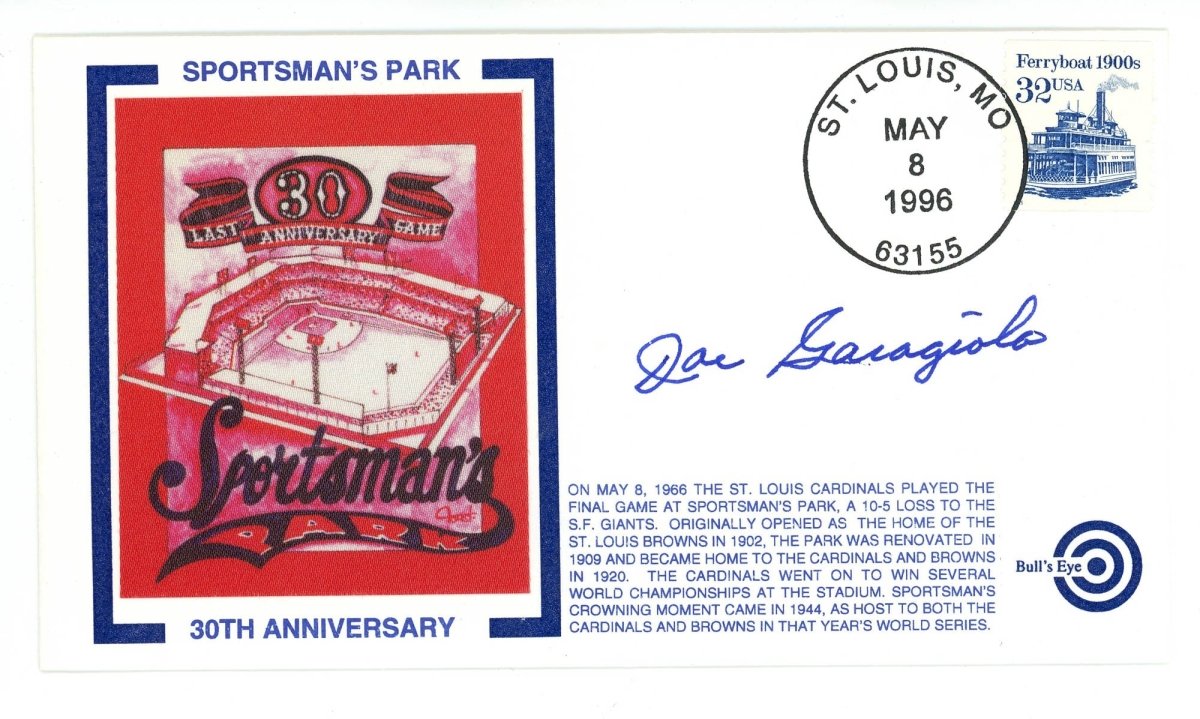 SPORTSMAN'S PARK
30
LAST ANNIVERSARY GAME
Sportsman's
PARK
30TH ANNIVERSARY
ST. LOUIS, MO
MAY
8
1996
63155
Ferryboat 1900s
32 USA
Joe Garagiola
ON MAY 8, 1966 THE ST. LOUIS CARDINALS PLAYED THE
FINAL GAME AT SPORTSMAN'S PARK, A 10-5 LOSS TO THE
S.F. GIANTS. ORIGINALLY OPENED AS THE HOME OF THE
ST. LOUIS BROWNS IN 1902, THE PARK WAS RENOVATED IN
1909 AND BECAME HOME TO THE CARDINALS AND BROWNS
IN 1920. THE CARDINALS WENT ON TO WIN SEVERAL
WORLD CHAMPIONSHIPS AT THE STADIUM. SPORTSMAN'S
CROWNING MOMENT CAME IN 1944, AS HOST TO BOTH THE
CARDINALS AND BROWNS IN THAT YEAR'S WORLD SERIES.
Bull's Eye